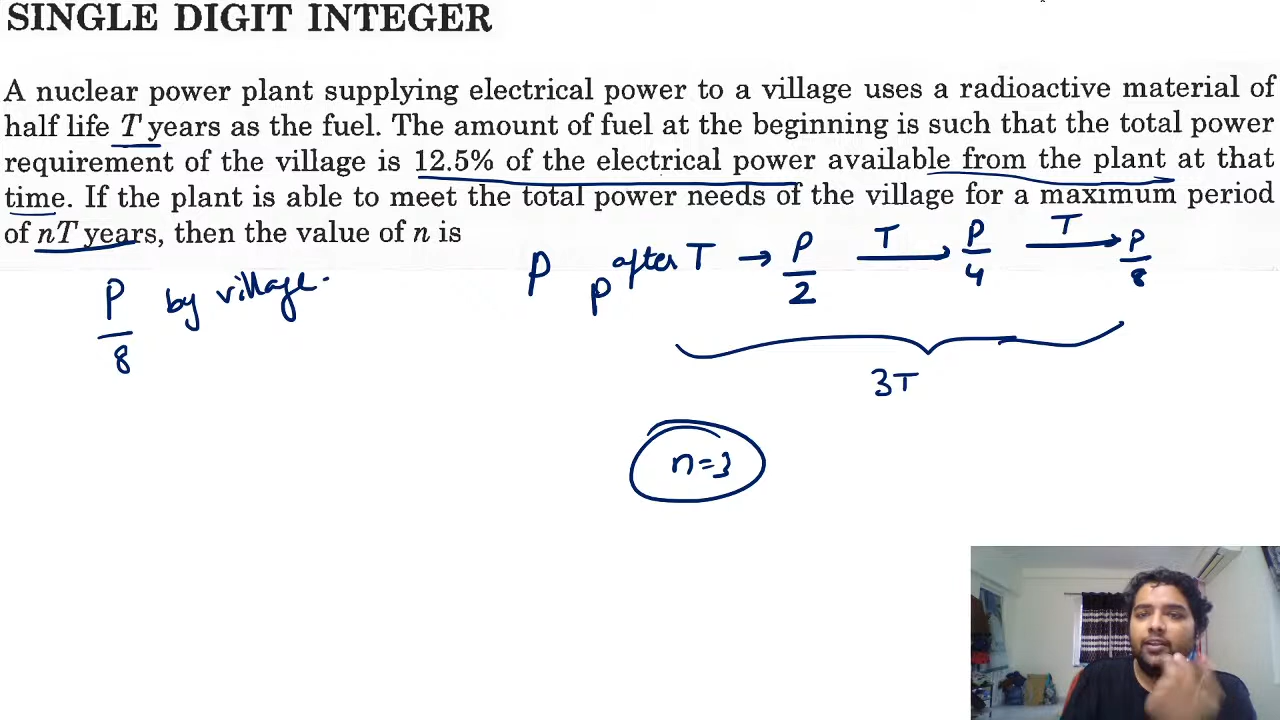 SINGLE DIGIT INTEGER
A nuclear power plant supplying electrical power to a village uses a radioactive material of
half life T years as the fuel. The amount of fuel at the beginning is such that the total power
requirement of the village is 12.5% of the electrical power available from the plant at that
time. If the plant is able to meet the total power needs of the village for a maximum period
of nT years, then the value of n is
P/8 by village.
P P after T → P/2 T→ P/4 T→ P/8
3T
n=3